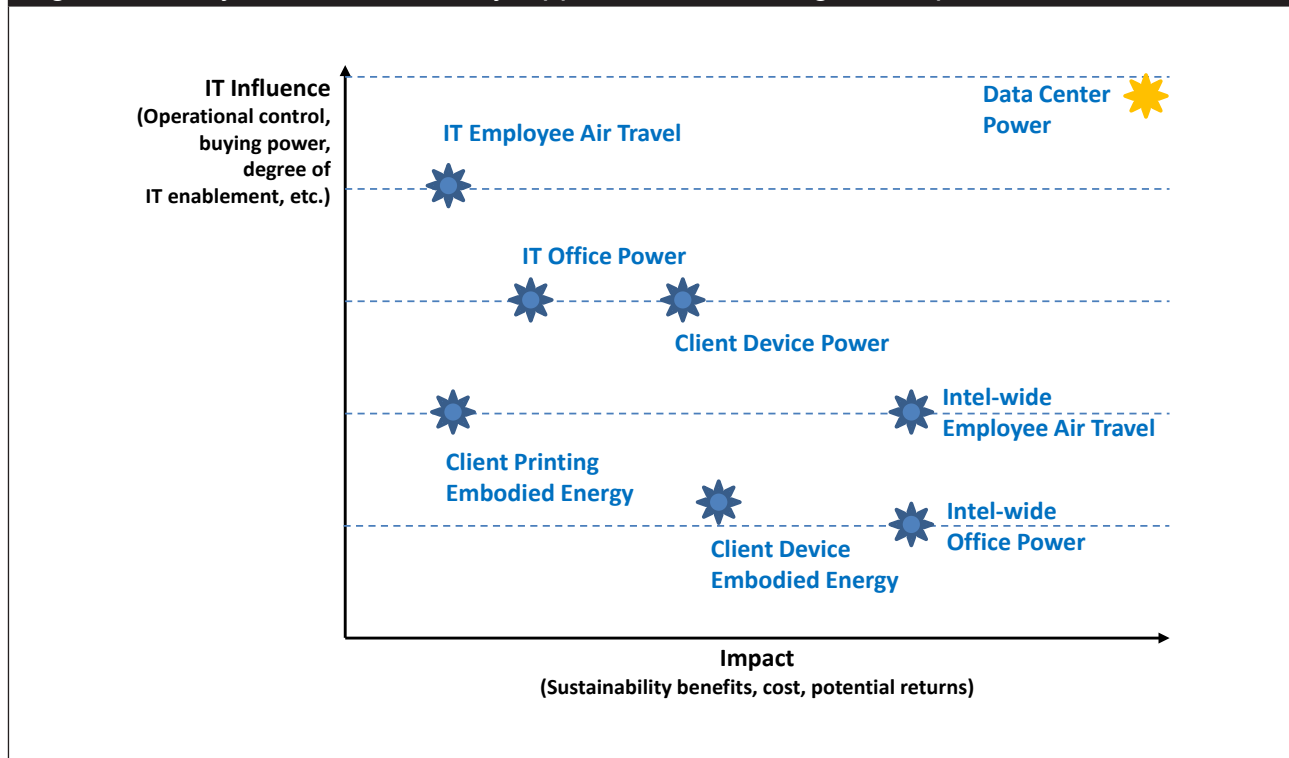 IT Influence
(Operational control,
buying power,
degree of
IT enablement, etc.)
Data Center
Power
IT Employee Air Travel
IT Office Power
Client Device Power
Intel-wide
Employee Air Travel
Client Printing
Embodied Energy
Intel-wide
Office Power
Client Device
Embodied Energy
Impact
(Sustainability benefits, cost, potential returns)